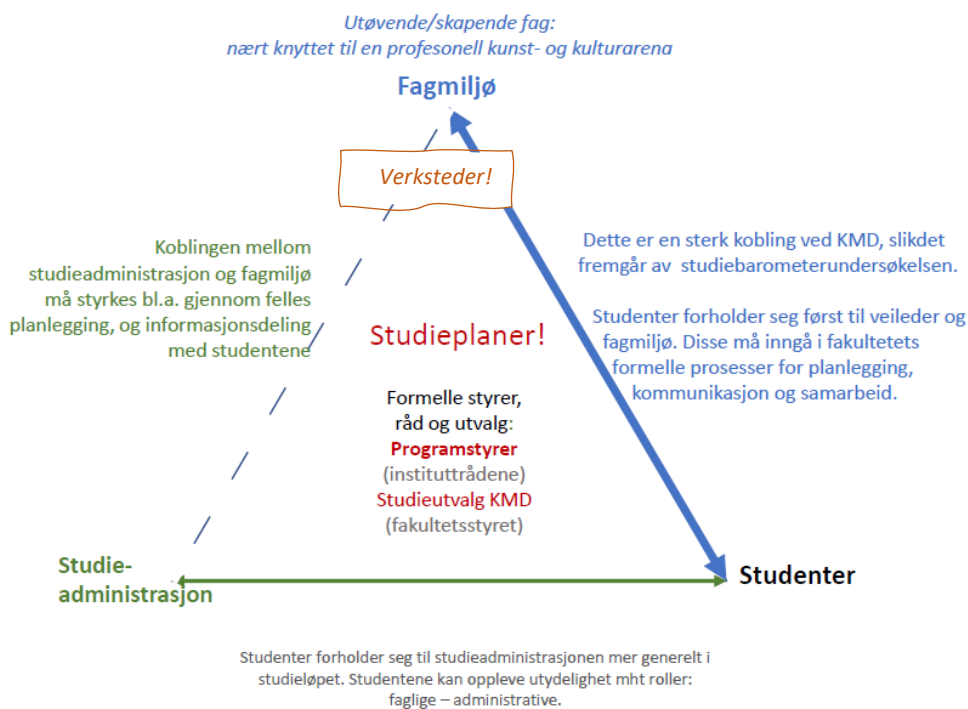 Utøvende/skapende fag:
nært knyttet til en profesonell kunst- og kulturarena
Fagmiljø
Verksteder!
Koblingen mellom
studieadministrasjon og fagmiljø
må styrkes bl.a. gjennom felles
planlegging, og informasjonsdeling
med studentene
Dette er en sterk kobling ved KMD, slikdet
fremgår av studiebarometerundersøkelsen.
Studenter forholder seg først til veileder og
fagmiljø. Disse må inngå i fakultetets
formelle prosesser for planlegging,
kommunikasjon og samarbeid.
Studieplaner!
Formelle styrer,
råd og utvalg:
Programstyrer
(instituttrådene)
Studieutvalg KMD
(fakultetsstyret)
Studie-
administrasjon
Studenter
Studenter forholder seg til studieadministrasjonen mer generelt i
studieløpet. Studentene kan oppleve utydelighet mht roller:
faglige – administrative.